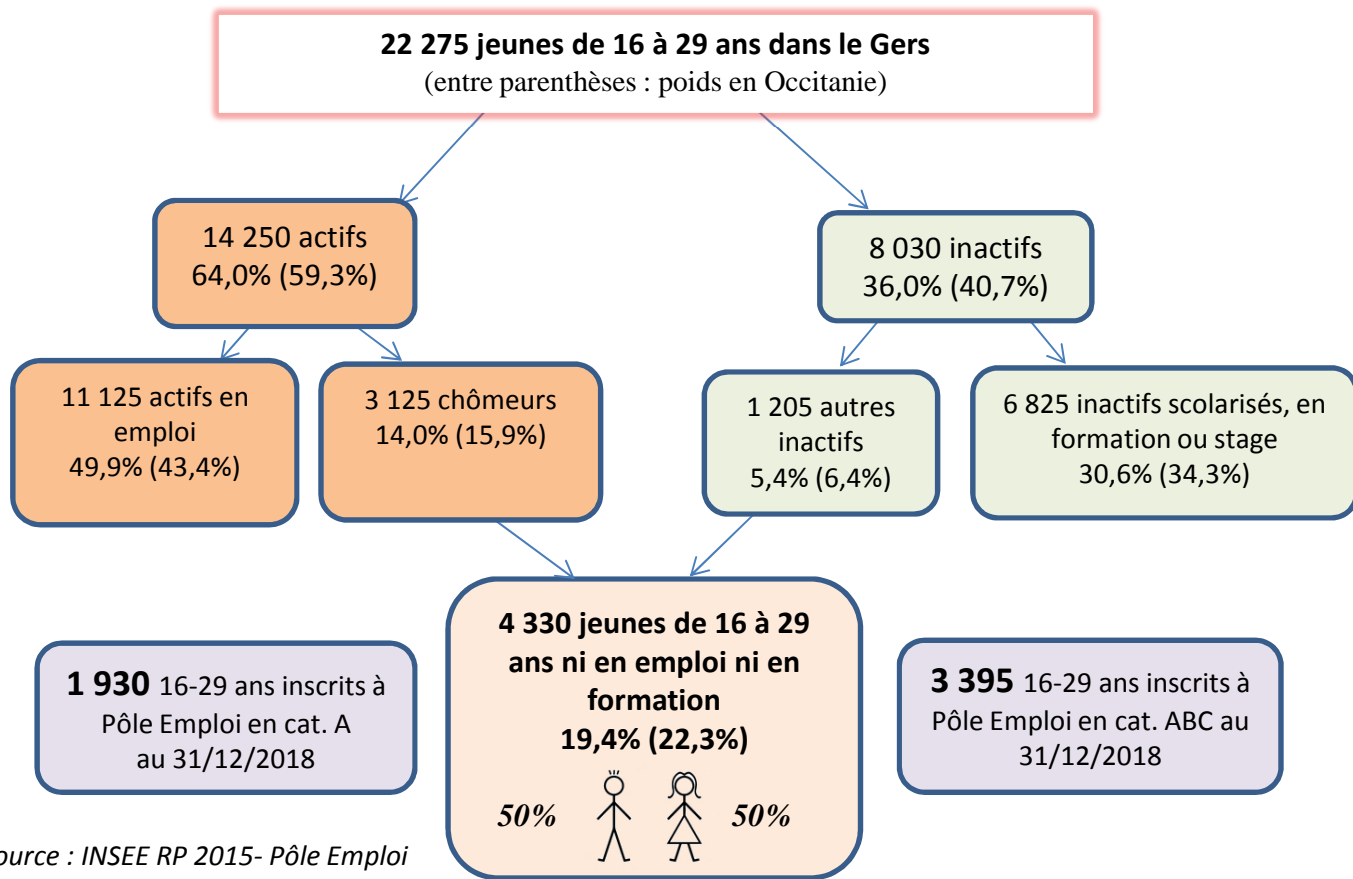 22 275 jeunes de 16 à 29 ans dans le Gers
(entre parenthèses : poids en Occitanie)
14 250 actifs
64,0% (59,3%)
8 030 inactifs
36,0% (40,7%)
11 125 actifs en
emploi
49,9% (43,4%)
3 125 chômeurs
14,0% (15,9%)
1 205 autres
inactifs
5,4% (6,4%)
6 825 inactifs scolarisés, en
formation ou stage
30,6% (34,3%)
4 330 jeunes de 16 à 29
ans ni en emploi ni en
formation
19,4% (22,3%)
50% 50%
1 930 16-29 ans inscrits à
Pôle Emploi en cat. A
au 31/12/2018
3 395 16-29 ans inscrits à
Pôle Emploi en cat. ABC au
31/12/2018
ource : INSEE RP 2015- Pôle Emploi